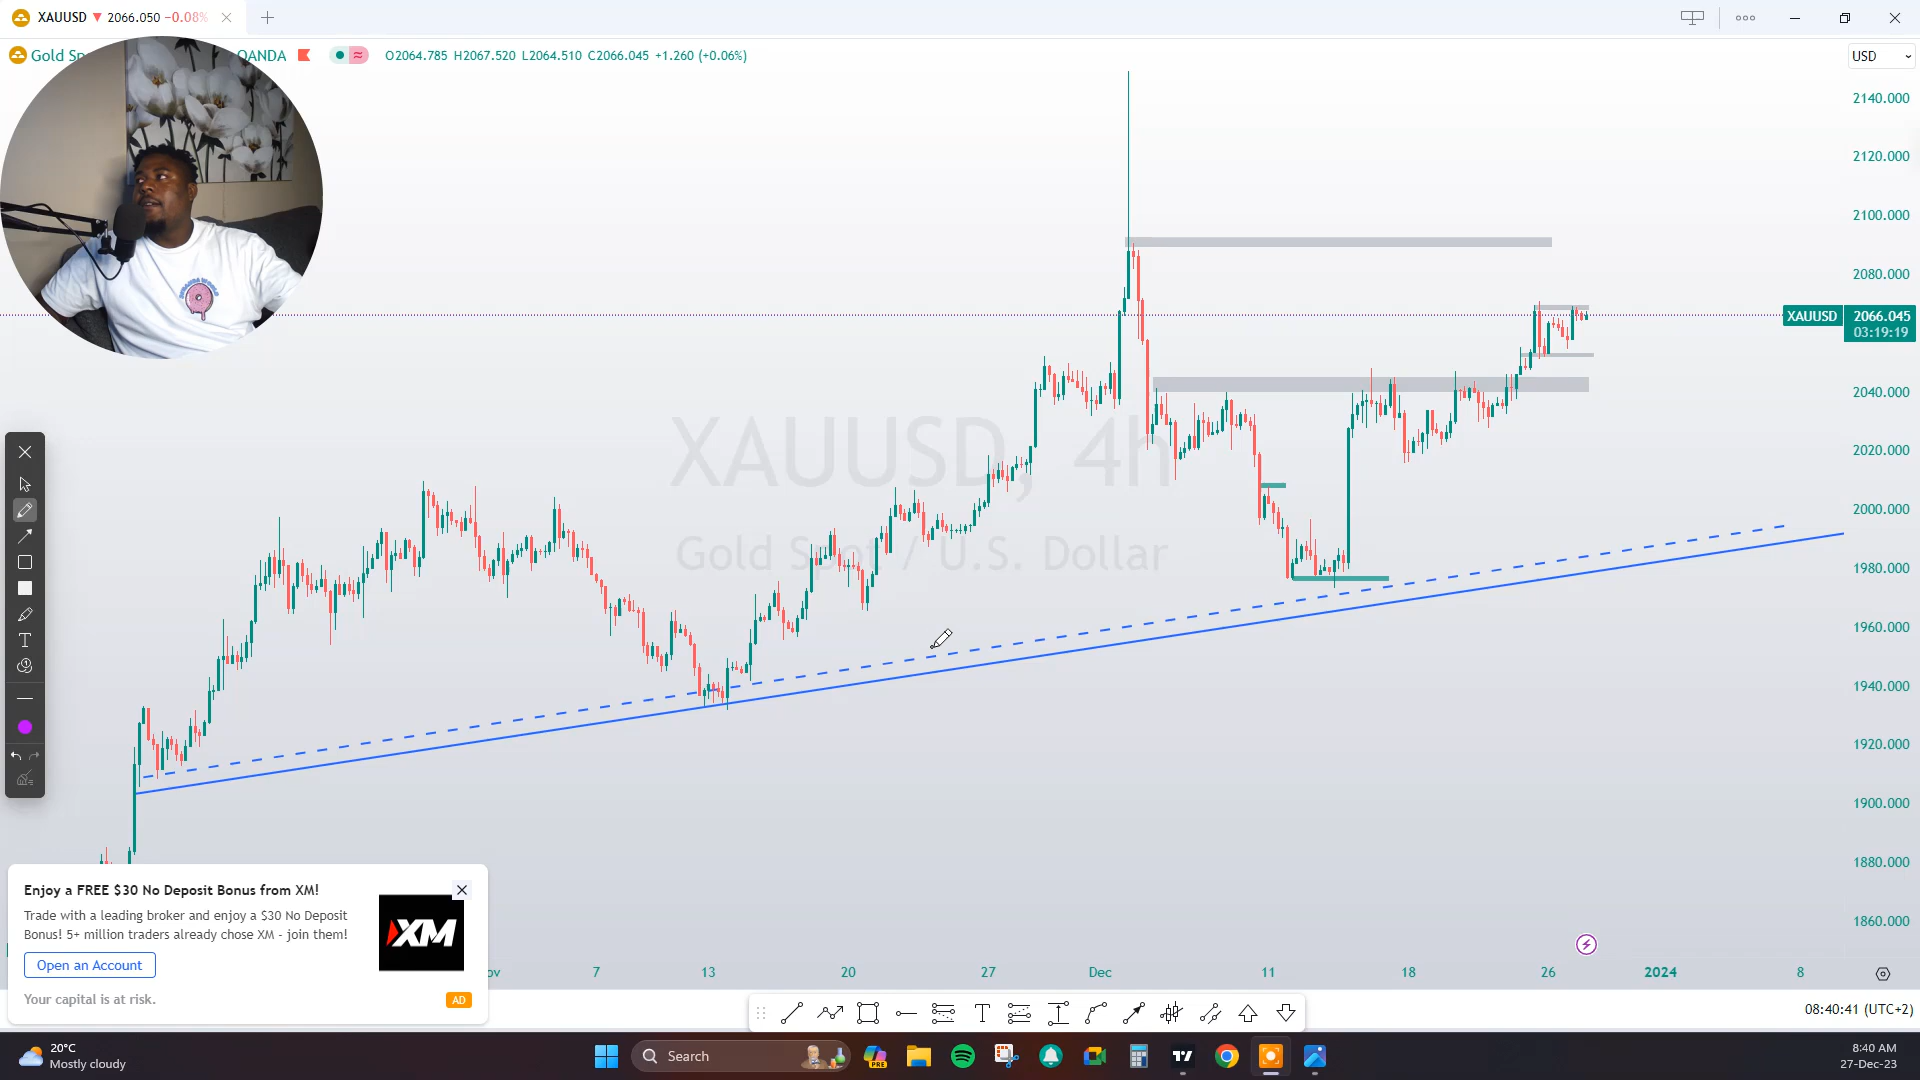 XAUUSD ▼ 2066.050 −0.08%
Gold Sp
OANDA
O2064.785 H2067.520 L2064.510 C2066.045 +1.260 (+0.06%)
USD
2140.000
2120.000
2100.000
2080.000
XAUUSD 2066.045
03:19:19
2040.000
2020.000
2000.000
1980.000
1960.000
1940.000
1920.000
1900.000
1880.000
1860.000
XAUUSD, 4h
Gold Spot / U.S. Dollar
T
Enjoy a FREE $30 No Deposit Bonus from XM!
Trade with a leading broker and enjoy a $30 No Deposit
Bonus! 5+ million traders already chose XM - join them!
XM
Open an Account
Your capital is at risk.
AD
ov 7 13 20 27 Dec 11 18 26 2024 8
T
08:40:41 (UTC+2)
20°C
Mostly cloudy
Search
PRE
8:40 AM
27-Dec-23